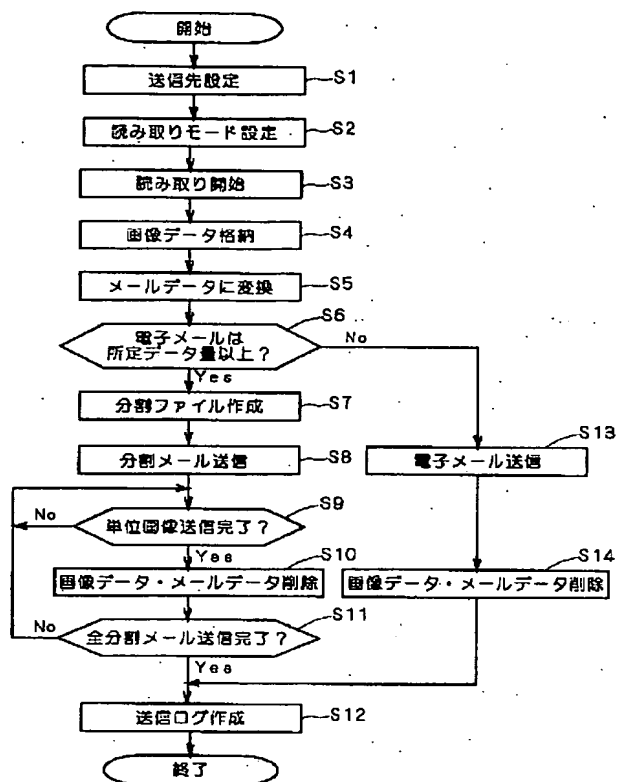 開始
送信先設定 S1
読み取りモード設定 S2
読み取り開始 S3
画像データ格納 S4
メールデータに変換 S5
S6
電子メールは
所定データ量以上？
No
Yes
分割ファイル作成 S7
分割メール送信 S8
S13
電子メール送信
S9
単位画像送信完了？
No
Yes
S10
画像データ・メールデータ削除
S14
画像データ・メールデータ削除
S11
全分割メール送信完了？
No
Yes
送信ログ作成 S12
終了